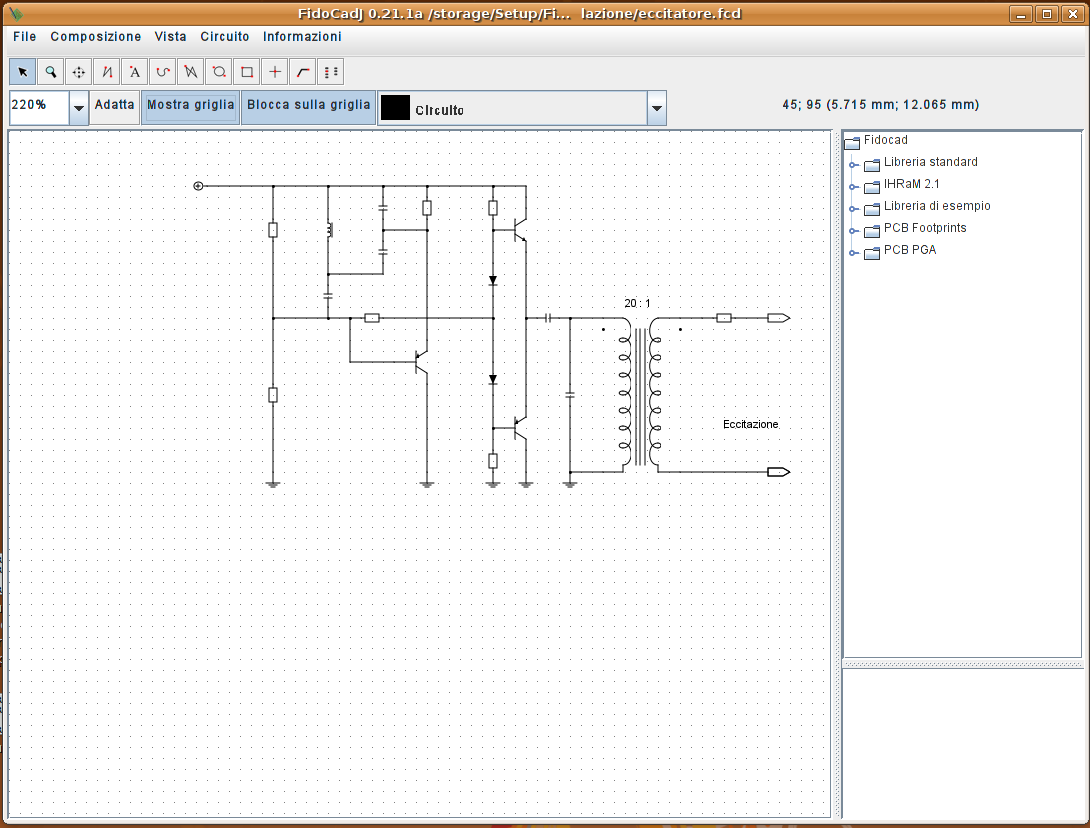 FidoCadJ 0.21.1a /storage/Setup/Fi... lazione/eccitatore.fcd
File Composizione Vista Circuito Informazioni
A
220% Adatta Mostra griglia Blocca sulla griglia Circuito 45; 95 (5.715 mm; 12.065 mm)
Fidocad
Libreria standard
IHRaM 2.1
Libreria di esempio
PCB Footprints
PCB PGA
20 : 1
Eccitazione